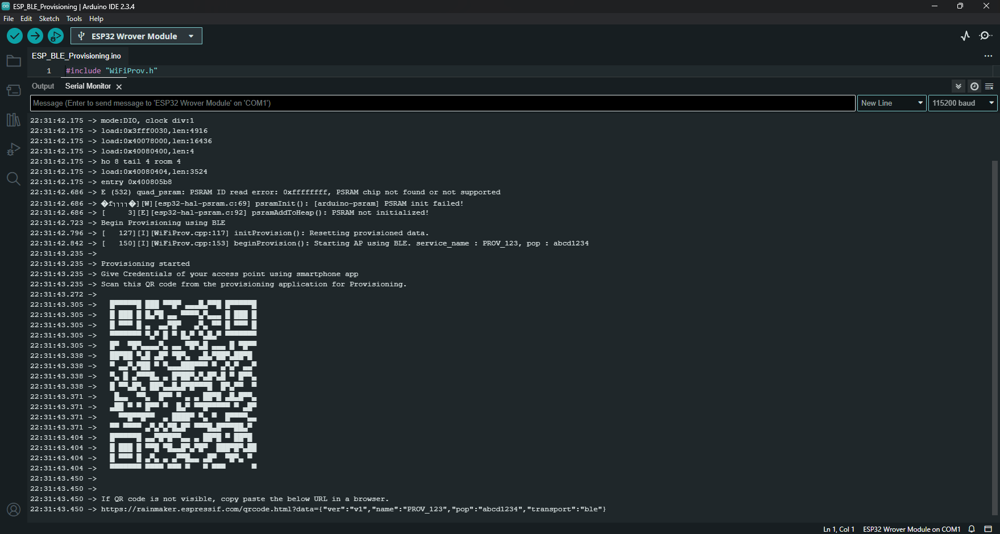 ESP_BLE_Provisioning | Arduino IDE 2.3.4
File Edit Sketch Tools Help
ESP32 Wrover Module
ESP_BLE_Provisioning.ino
1 #include "WiFiProv.h"
Output Serial Monitor
Message (Enter to send message to 'ESP32 Wrover Module' on 'COM1') New Line 115200 baud
22:31:42.175 -> mode:DIO, clock div:1
22:31:42.175 -> load:0x3fff0030,len:4916
22:31:42.175 -> load:0x40078000,len:16436
22:31:42.175 -> load:0x40080400,len:4
22:31:42.175 -> ho 8 tail 4 room 4
22:31:42.175 -> load:0x40080404,len:3524
22:31:42.175 -> entry 0x400805b8
22:31:42.686 -> E (532) quad_psram: PSRAM ID read error: 0xffffffff, PSRAM chip not found or not supported
22:31:42.686 -> [W][esp32-hal-psram.c:69] psramInit(): [arduino-psram] PSRAM init failed!
22:31:42.686 -> [     3][E][esp32-hal-psram.c:92] psramAddToHeap(): PSRAM not initialized!
22:31:42.723 -> Begin Provisioning using BLE
22:31:42.796 -> [   127][I][WiFiProv.cpp:117] initProvision(): Resetting provisioned data.
22:31:42.842 -> [   150][I][WiFiProv.cpp:153] beginProvision(): Starting AP using BLE. service_name : PROV_123, pop : abcd1234
22:31:43.235 ->
22:31:43.235 -> Provisioning started
22:31:43.235 -> Give Credentials of your access point using smartphone app
22:31:43.235 -> Scan this QR code from the provisioning application for Provisioning.
22:31:43.272 ->
22:31:43.305 ->
22:31:43.305 ->
22:31:43.305 ->
22:31:43.305 ->
22:31:43.305 ->
22:31:43.338 ->
22:31:43.338 ->
22:31:43.338 ->
22:31:43.338 ->
22:31:43.371 ->
22:31:43.371 ->
22:31:43.371 ->
22:31:43.371 ->
22:31:43.404 ->
22:31:43.404 ->
22:31:43.404 ->
22:31:43.404 ->
22:31:43.450 ->
22:31:43.450 ->
22:31:43.450 -> If QR code is not visible, copy paste the below URL in a browser.
22:31:43.450 -> https://rainmaker.espressif.com/qrcode.html?data={"ver":"v1","name":"PROV_123","pop":"abcd1234","transport":"ble"}
Ln 1, Col 1 ESP32 Wrover Module on COM1